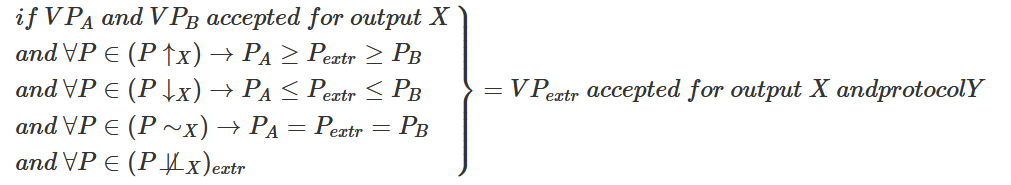 if VP_A and VP_B accepted for output X
and ∀P ∈ (P ↑_X) → P_A ≥ P_extr ≥ P_B
and ∀P ∈ (P ↓_X) → P_A ≤ P_extr ≤ P_B
and ∀P ∈ (P ∼_X) → P_A = P_extr = P_B
and ∀P ∈ (P ⊥̸̸_X)_extr
} = VP_extr accepted for output X andprotocolY